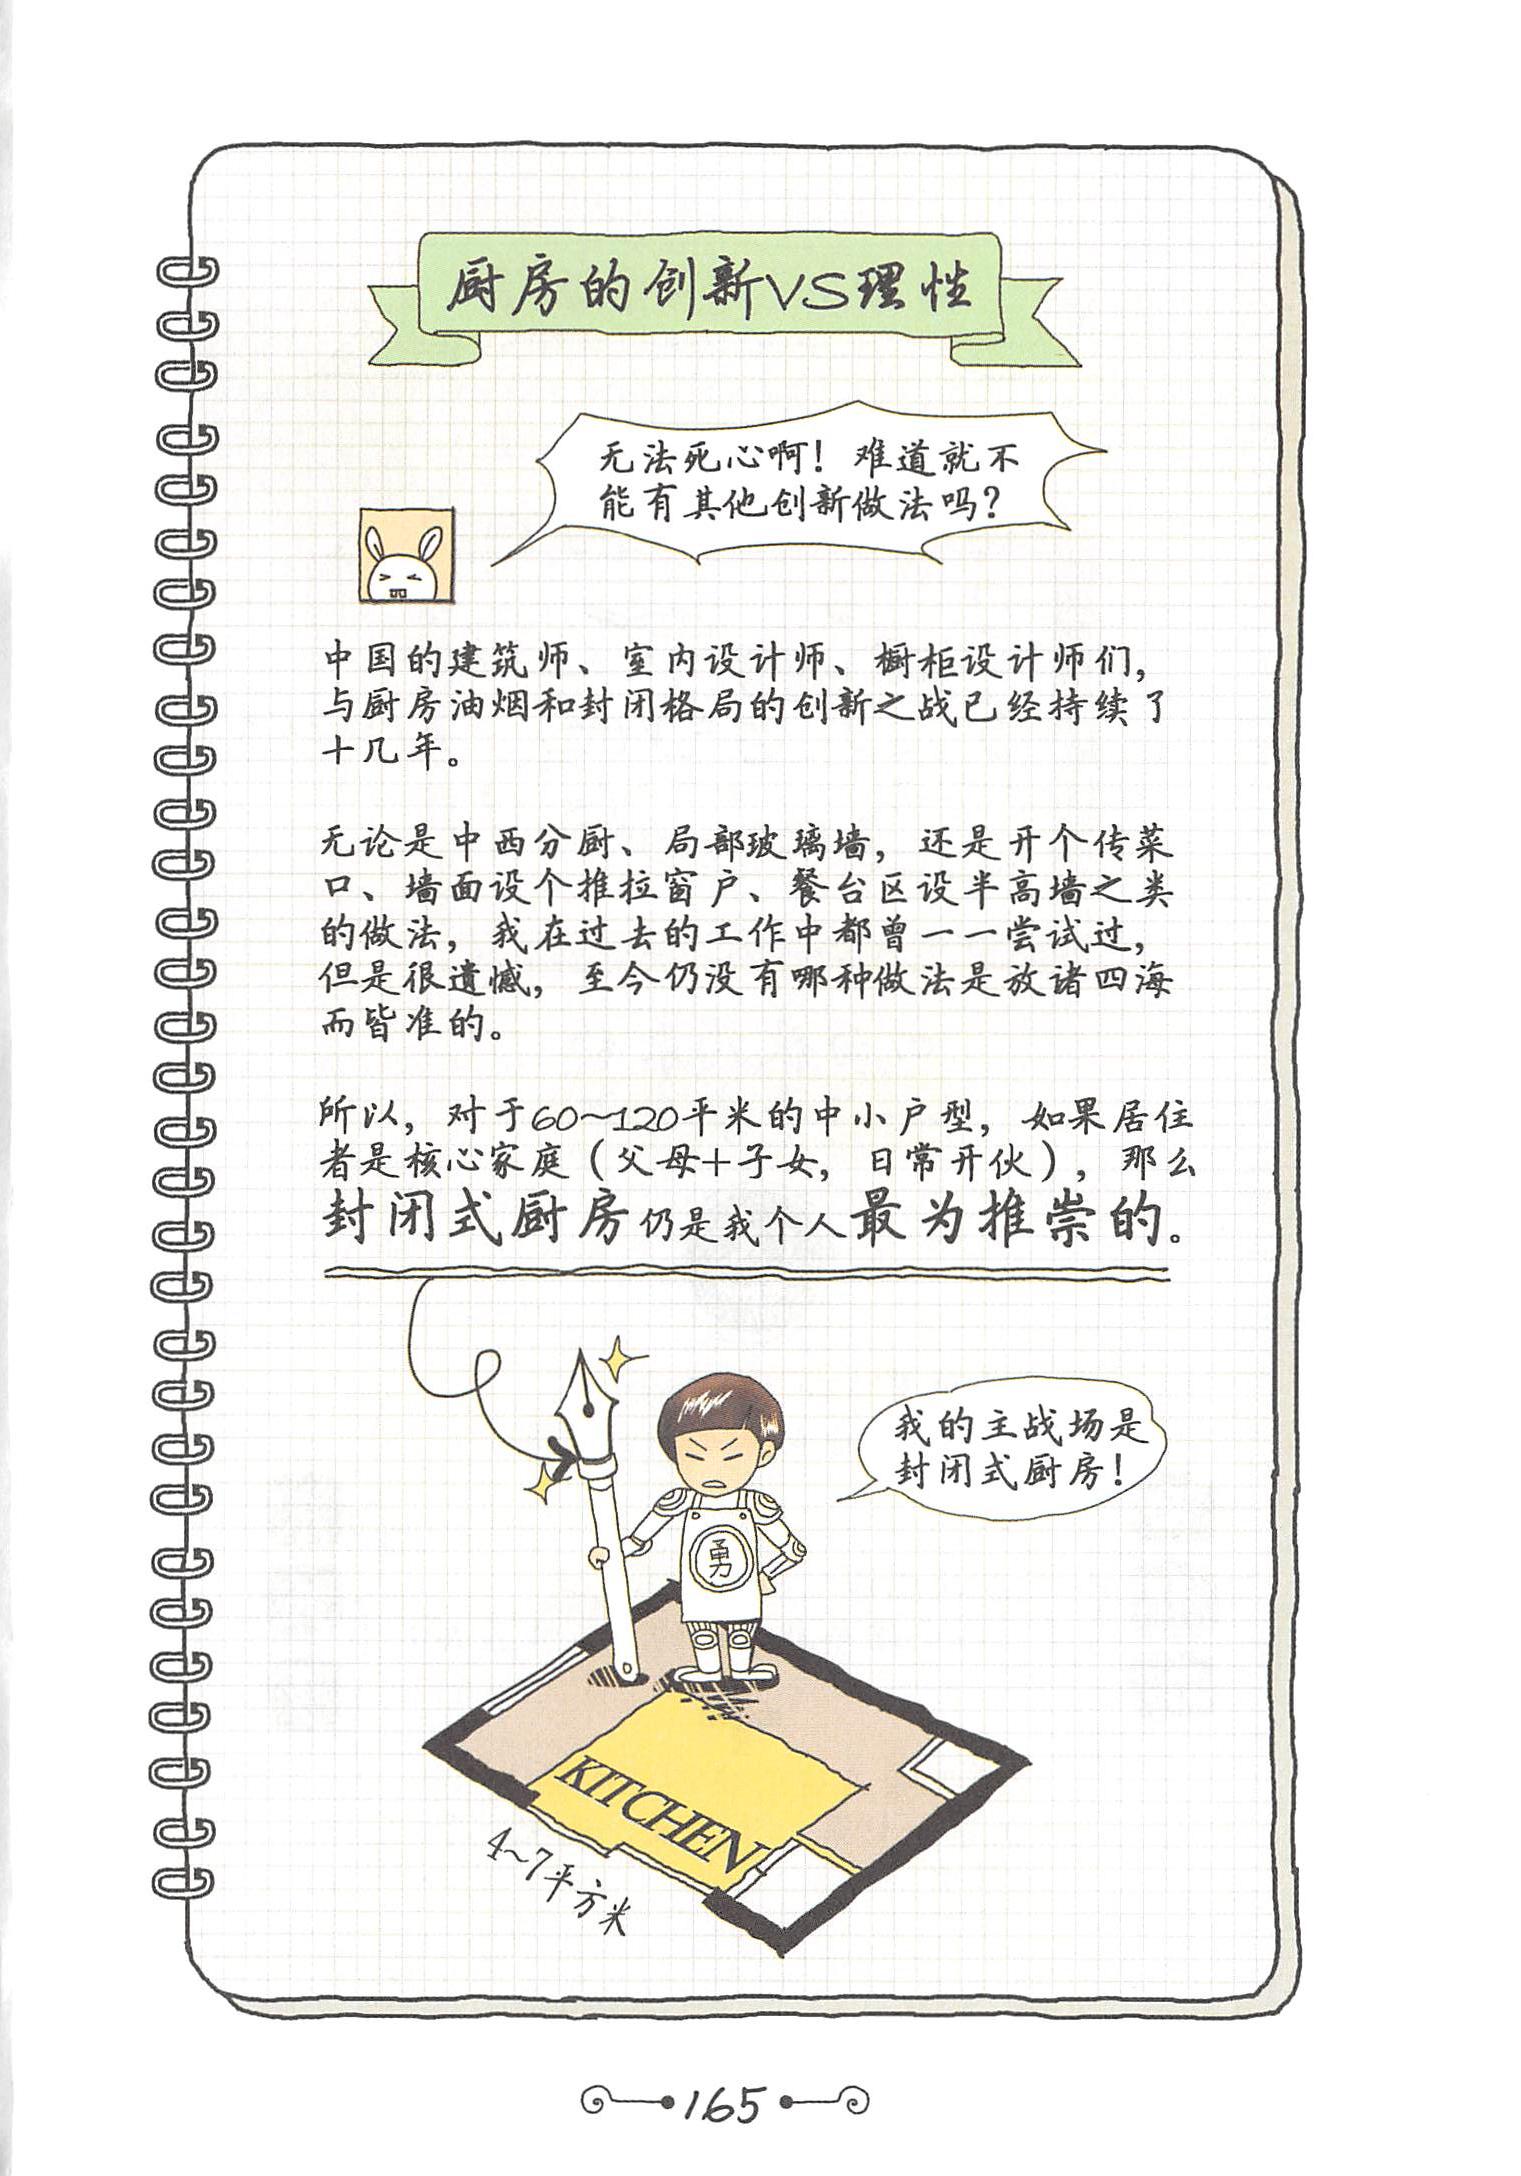 厨房的创新VS理性
无法死心啊！难道就不
能有其他创新做法吗？
中国的建筑师、室内设计师、橱柜设计师们，
与厨房油烟和封闭格局的创新之战已经持续了
十几年。
无论是中西分厨、局部玻璃墙，还是开个传菜
口、墙面设个推拉窗户、餐台区设半高墙之类
的做法，我在过去的工作中都曾一一尝试过，
但是很遗憾，至今仍没有哪种做法是放诸四海
而皆准的。
所以，对于60～120平米的中小户型，如果居住
者是核心家庭（父母+子女，日常开伙），那么
封闭式厨房仍是我个人最为推崇的。
我的主战场是
封闭式厨房！
勇
KITCHEN
4～7平方米
165